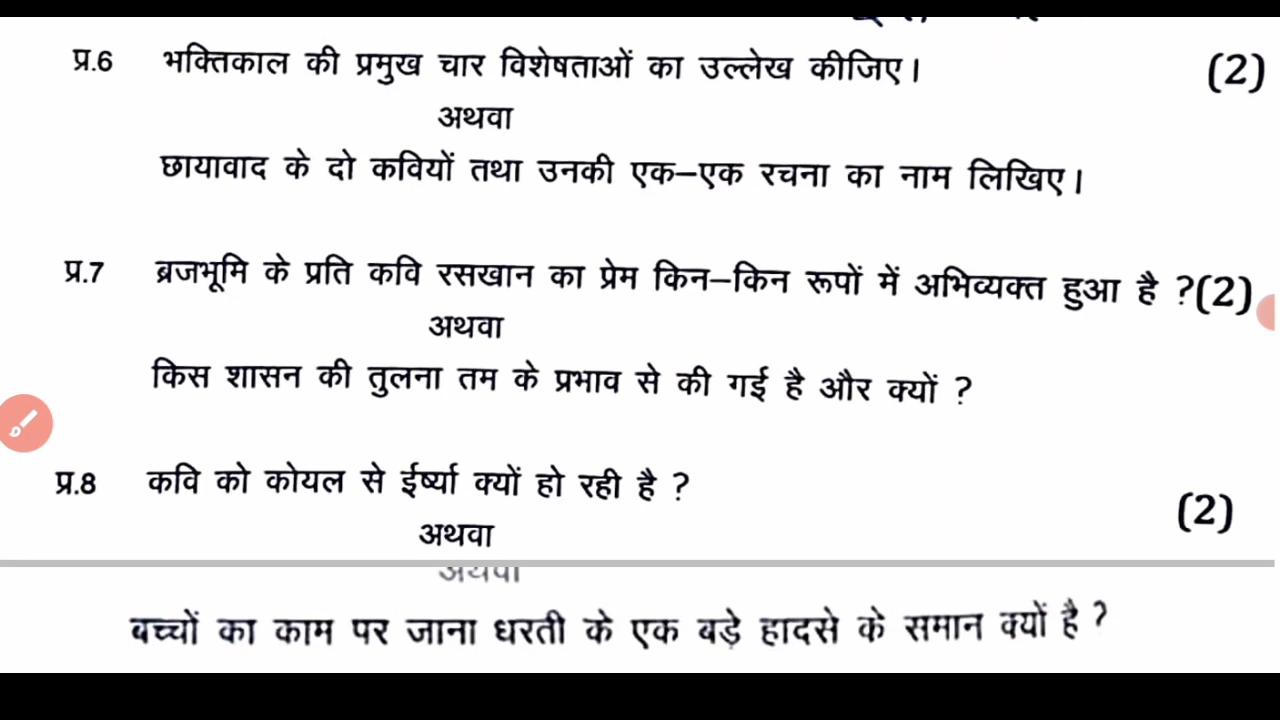 प्र.6 भक्तिकाल की प्रमुख चार विशेषताओं का उल्लेख कीजिए। (2)
अथवा
छायावाद के दो कवियों तथा उनकी एक–एक रचना का नाम लिखिए।
प्र.7 ब्रजभूमि के प्रति कवि रसखान का प्रेम किन–किन रूपों में अभिव्यक्त हुआ है ?(2)
अथवा
किस शासन की तुलना तम के प्रभाव से की गई है और क्यों ?
प्र.8 कवि को कोयल से ईर्ष्या क्यों हो रही है ? (2)
अथवा
अथवा
बच्चों का काम पर जाना धरती के एक बड़े हादसे के समान क्यों है ?